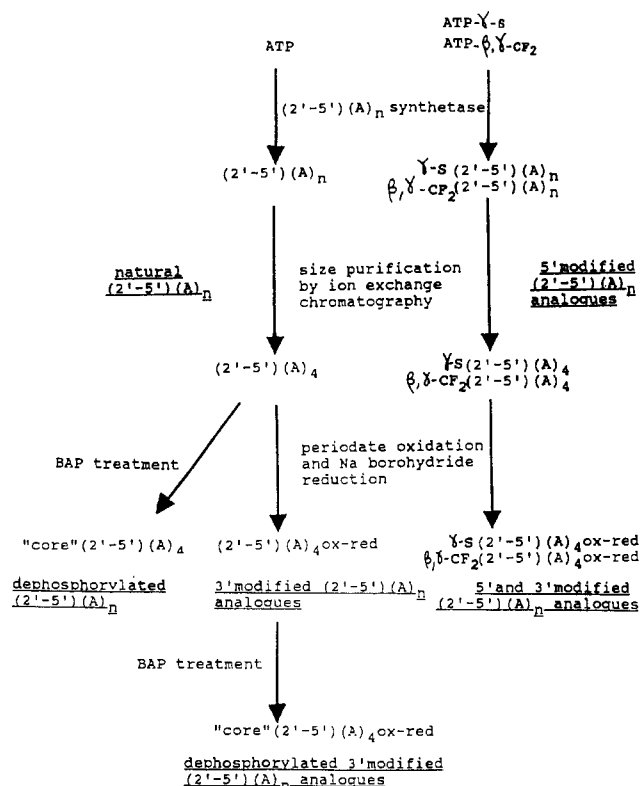 ATP
ATP-γ-S
ATP-β,γ-CF₂
(2'-5')(A)n synthetase
(2'-5')(A)n
γ-S(2'-5')(A)n
β,γ-CF₂(2'-5')(A)n
natural
(2'-5')(A)n
size purification
by ion exchange
chromatography
5'modified
(2'-5')(A)n
analogues
(2'-5')(A)₄
γ-S(2'-5')(A)₄
β,γ-CF₂(2'-5')(A)₄
BAP treatment
periodate oxidation
and Na borohydride
reduction
"core"(2'-5')(A)₄
dephosphorylated
(2'-5')(A)n
(2'-5')(A)₄ox-red
3'modified (2'-5')(A)n
analogues
γ-S(2'-5')(A)₄ox-red
β,γ-CF₂(2'-5')(A)₄ox-red
5'and 3'modified
(2'-5')(A)n analogues
BAP treatment
"core"(2'-5')(A)₄ox-red
dephosphorylated 3'modified
(2'-5')(A)n analogues